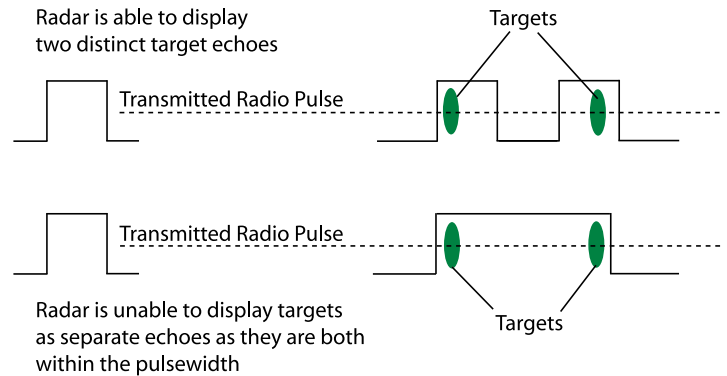 Radar is able to display
two distinct target echoes
Targets
Transmitted Radio Pulse
Transmitted Radio Pulse
Radar is unable to display targets
as separate echoes as they are both
within the pulsewidth
Targets